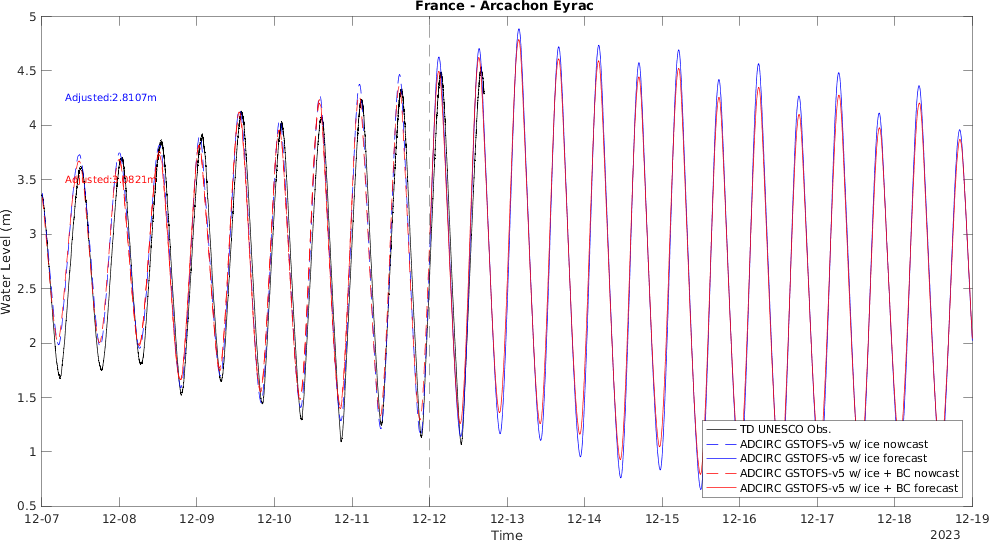 France - Arcachon Eyrac
Water Level (m)
5
4.5
4
3.5
3
2.5
2
1.5
1
0.5
Adjusted:2.8107m
Adjusted:3.0821m
TD UNESCO Obs.
ADCIRC GSTOFS-v5 w/ ice nowcast
ADCIRC GSTOFS-v5 w/ ice forecast
ADCIRC GSTOFS-v5 w/ ice + BC nowcast
ADCIRC GSTOFS-v5 w/ ice + BC forecast
12-07 12-08 12-09 12-10 12-11 12-12 12-13 12-14 12-15 12-16 12-17 12-18 12-19
Time
2023